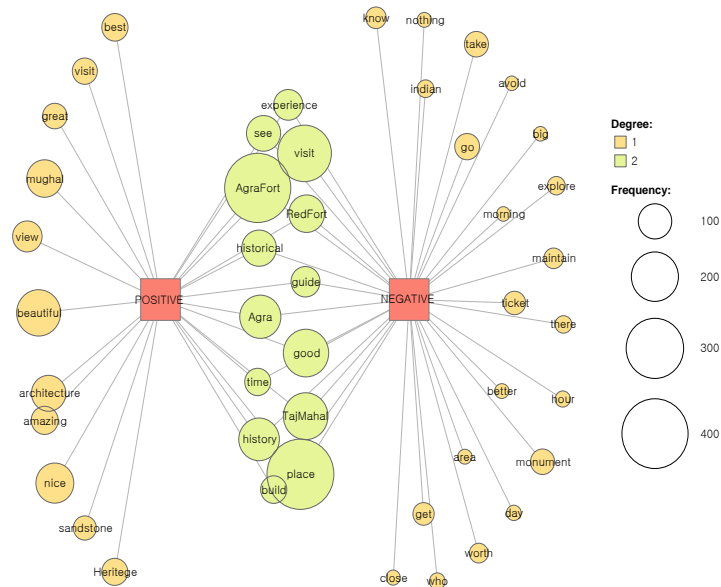 know
nothing
best
take
visit
avoid
indian
experience
great
see
big
visit
go
mughal
explore
AgraFort
RedFort
morning
view
historical
maintain
guide
POSITIVE
NEGATIVE
ticket
beautiful
Agra
there
good
time
better
architecture
hour
TajMahal
amazing
history
area
monument
place
nice
build
get
day
sandstone
worth
Heritege
close
who
Degree:
1
2
Frequency:
100
200
300
400